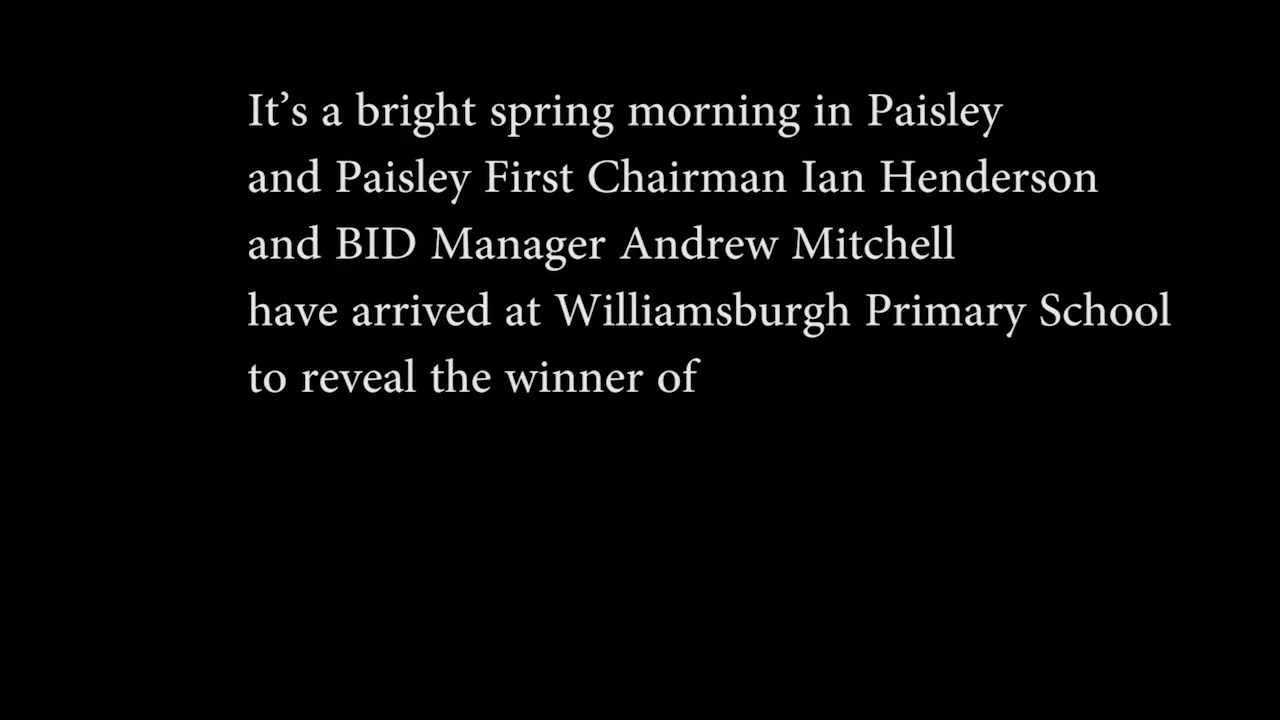 It’s a bright spring morning in Paisley
and Paisley First Chairman Ian Henderson
and BID Manager Andrew Mitchell
have arrived at Williamsburgh Primary School
to reveal the winner of